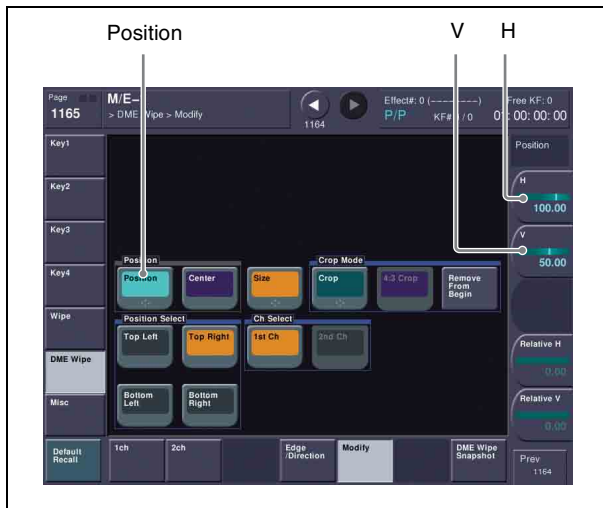 Position V H
Page M/E– Effect#: 0 (–––––––––) Free KF: 0
1165 > DME Wipe > Modify 1164 P/P KF# / 0 01: 00: 00: 00
Key1 Position
Key2 H
100.00
Key3 V
50.00
Position Crop Mode
Key4 Position Center Size Crop 4:3 Crop Remove From Begin
Wipe Position Select Ch Select
Top Left Top Right 1st Ch 2nd Ch Relative H
0.00
DME Wipe
Misc Bottom Left Bottom Right Relative V
0.00
Default Recall 1ch 2ch Edge /Direction Modify DME Wipe Snapshot Prev
1164